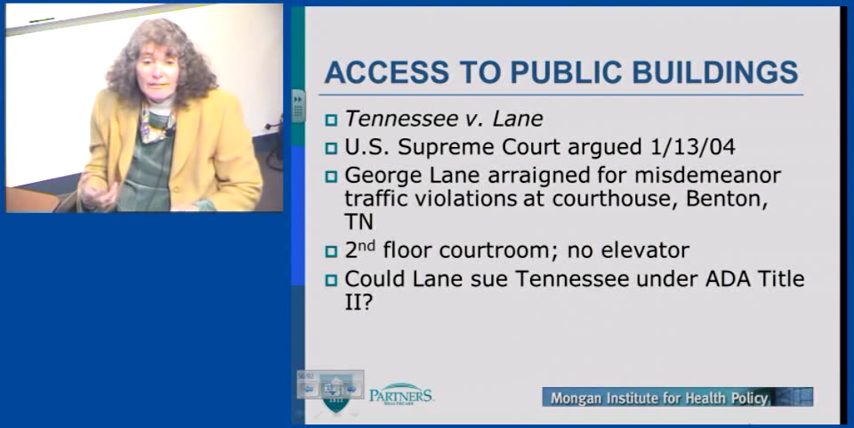 ACCESS TO PUBLIC BUILDINGS
Tennessee v. Lane
U.S. Supreme Court argued 1/13/04
George Lane arraigned for misdemeanor
traffic violations at courthouse, Benton,
TN
2nd floor courtroom; no elevator
Could Lane sue Tennessee under ADA Title
II?
PARTNERS
Mongan Institute for Health Policy